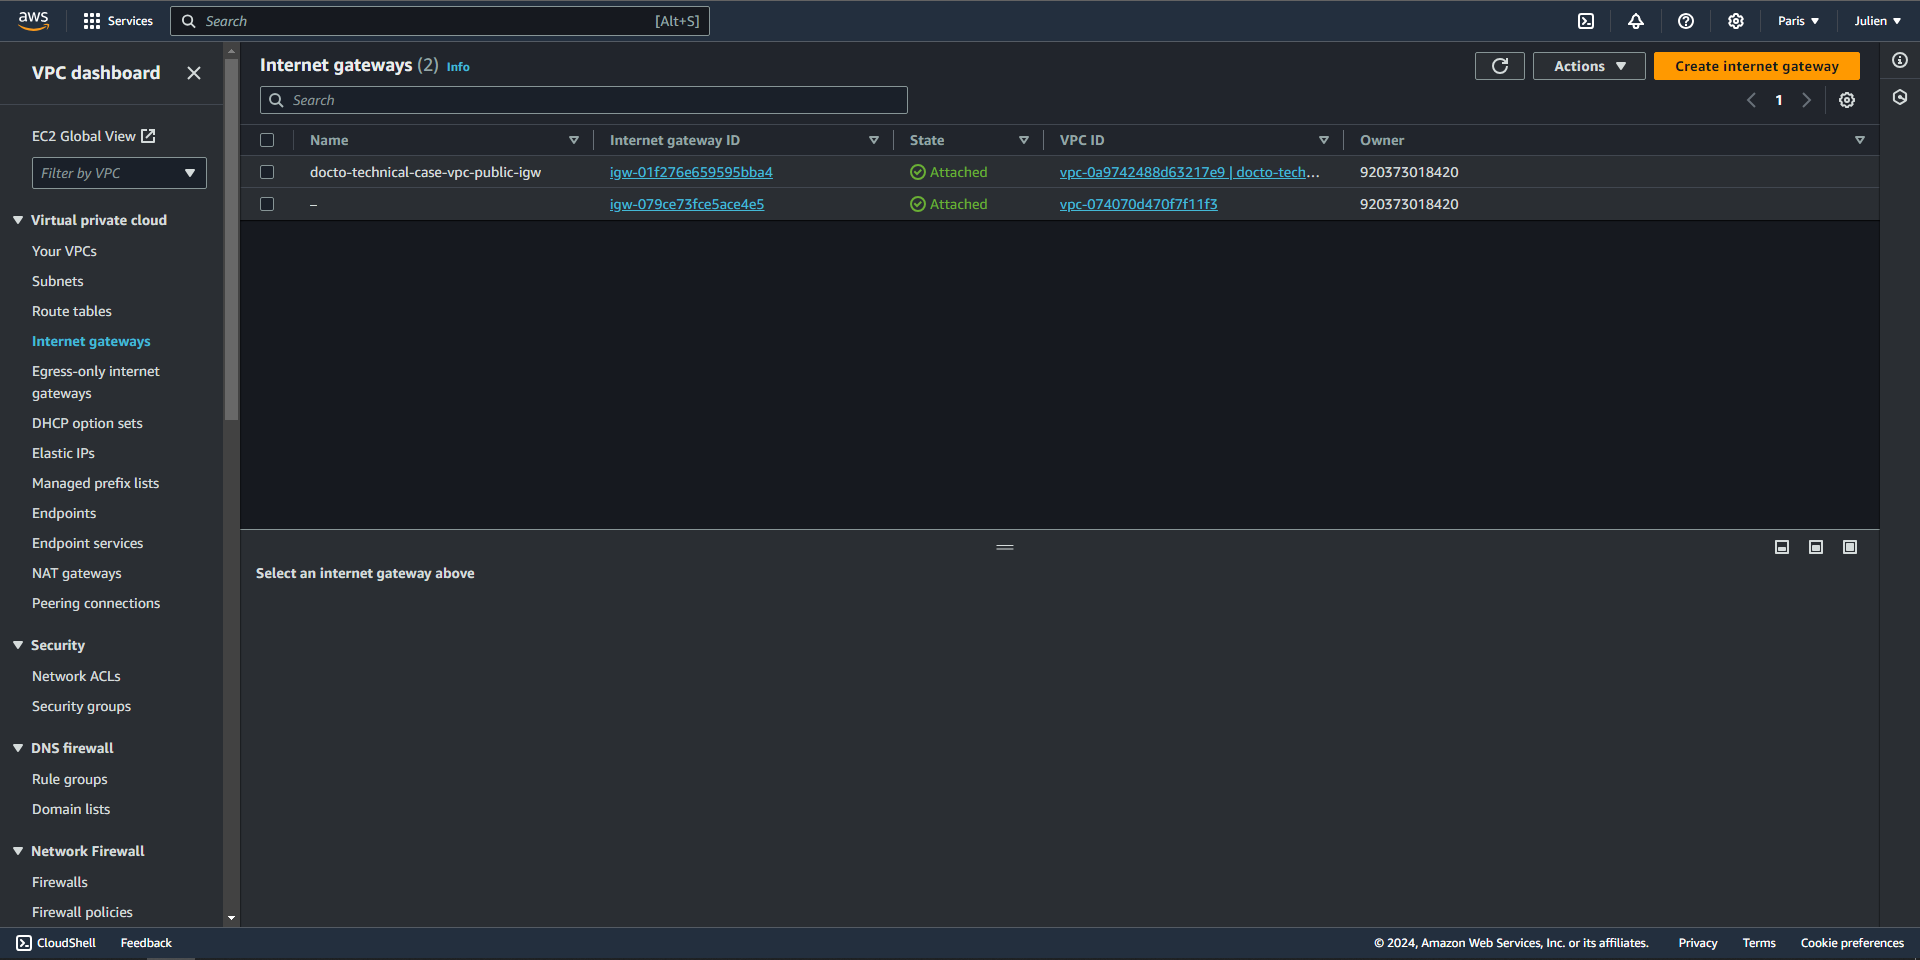 aws
Services
Search
[Alt+S]
Paris
Julien
VPC dashboard
EC2 Global View
Filter by VPC
Virtual private cloud
Your VPCs
Subnets
Route tables
Internet gateways
Egress-only internet
gateways
DHCP option sets
Elastic IPs
Managed prefix lists
Endpoints
Endpoint services
NAT gateways
Peering connections
Security
Network ACLs
Security groups
DNS firewall
Rule groups
Domain lists
Network Firewall
Firewalls
Firewall policies
Internet gateways (2) Info
Actions
Create internet gateway
Search
1
Name Internet gateway ID State VPC ID Owner
docto-technical-case-vpc-public-igw igw-01f276e659595bba4 Attached vpc-0a9742488d63217e9 | docto-tech... 920373018420
– igw-079ce73fce5ace4e5 Attached vpc-074070d470f7f11f3 920373018420
Select an internet gateway above
CloudShell
Feedback
© 2024, Amazon Web Services, Inc. or its affiliates.
Privacy
Terms
Cookie preferences